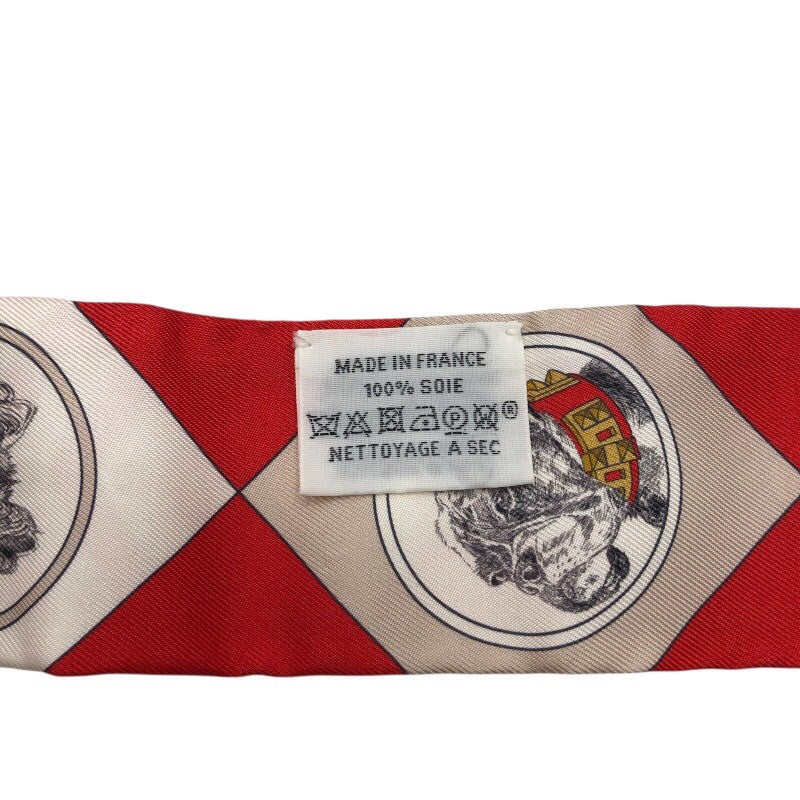 MADE IN FRANCE
100% SOIE
®
NETTOYAGE A SEC